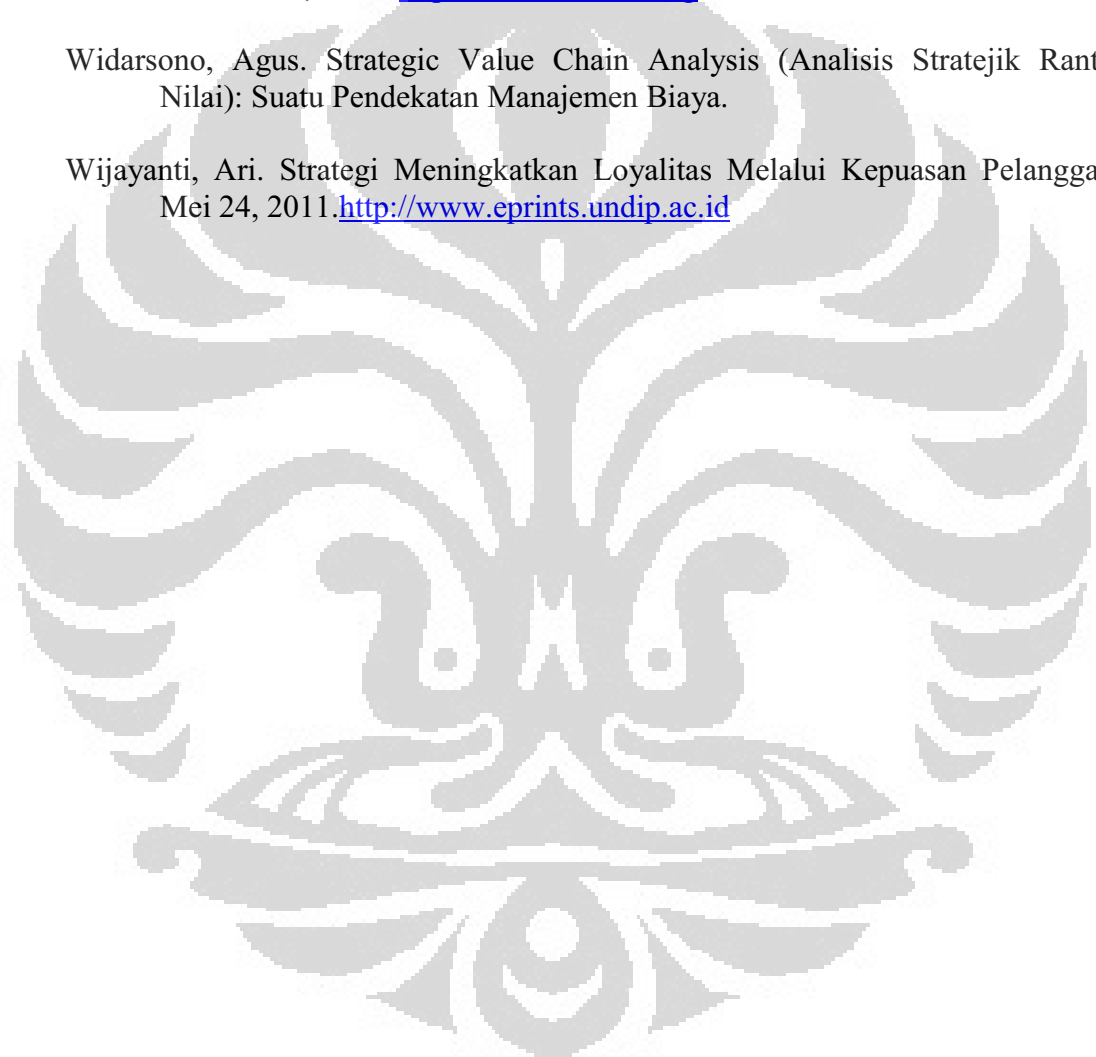 Widarsono, Agus. Strategic Value Chain Analysis (Analisis Stratejik Rant
Nilai): Suatu Pendekatan Manajemen Biaya.
Wijayanti, Ari. Strategi Meningkatkan Loyalitas Melalui Kepuasan Pelangga
Mei 24, 2011.http://www.eprints.undip.ac.id